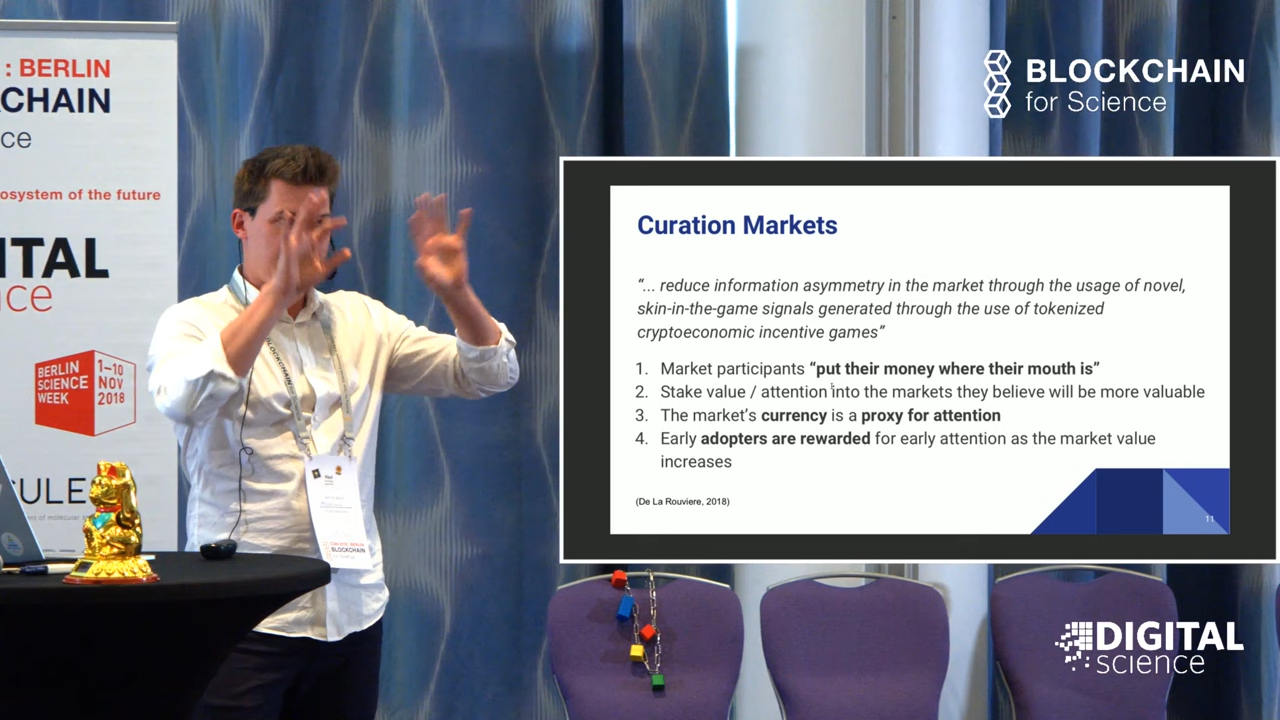 : BERLIN
CHAIN
ce
osystem of the future
ITAL
nce
BERLIN
SCIENCE
WEEK
1–10
NOV
2018
CULE
BLOCKCHAIN
BLOCKCHAIN
BLOCKCHAIN
for Science
Curation Markets
“... reduce information asymmetry in the market through the usage of novel,
skin-in-the-game signals generated through the use of tokenized
cryptoeconomic incentive games”
1. Market participants “put their money where their mouth is”
2. Stake value / attention into the markets they believe will be more valuable
3. The market’s currency is a proxy for attention
4. Early adopters are rewarded for early attention as the market value
increases
(De La Rouviere, 2018)
11
DIGITAL
science